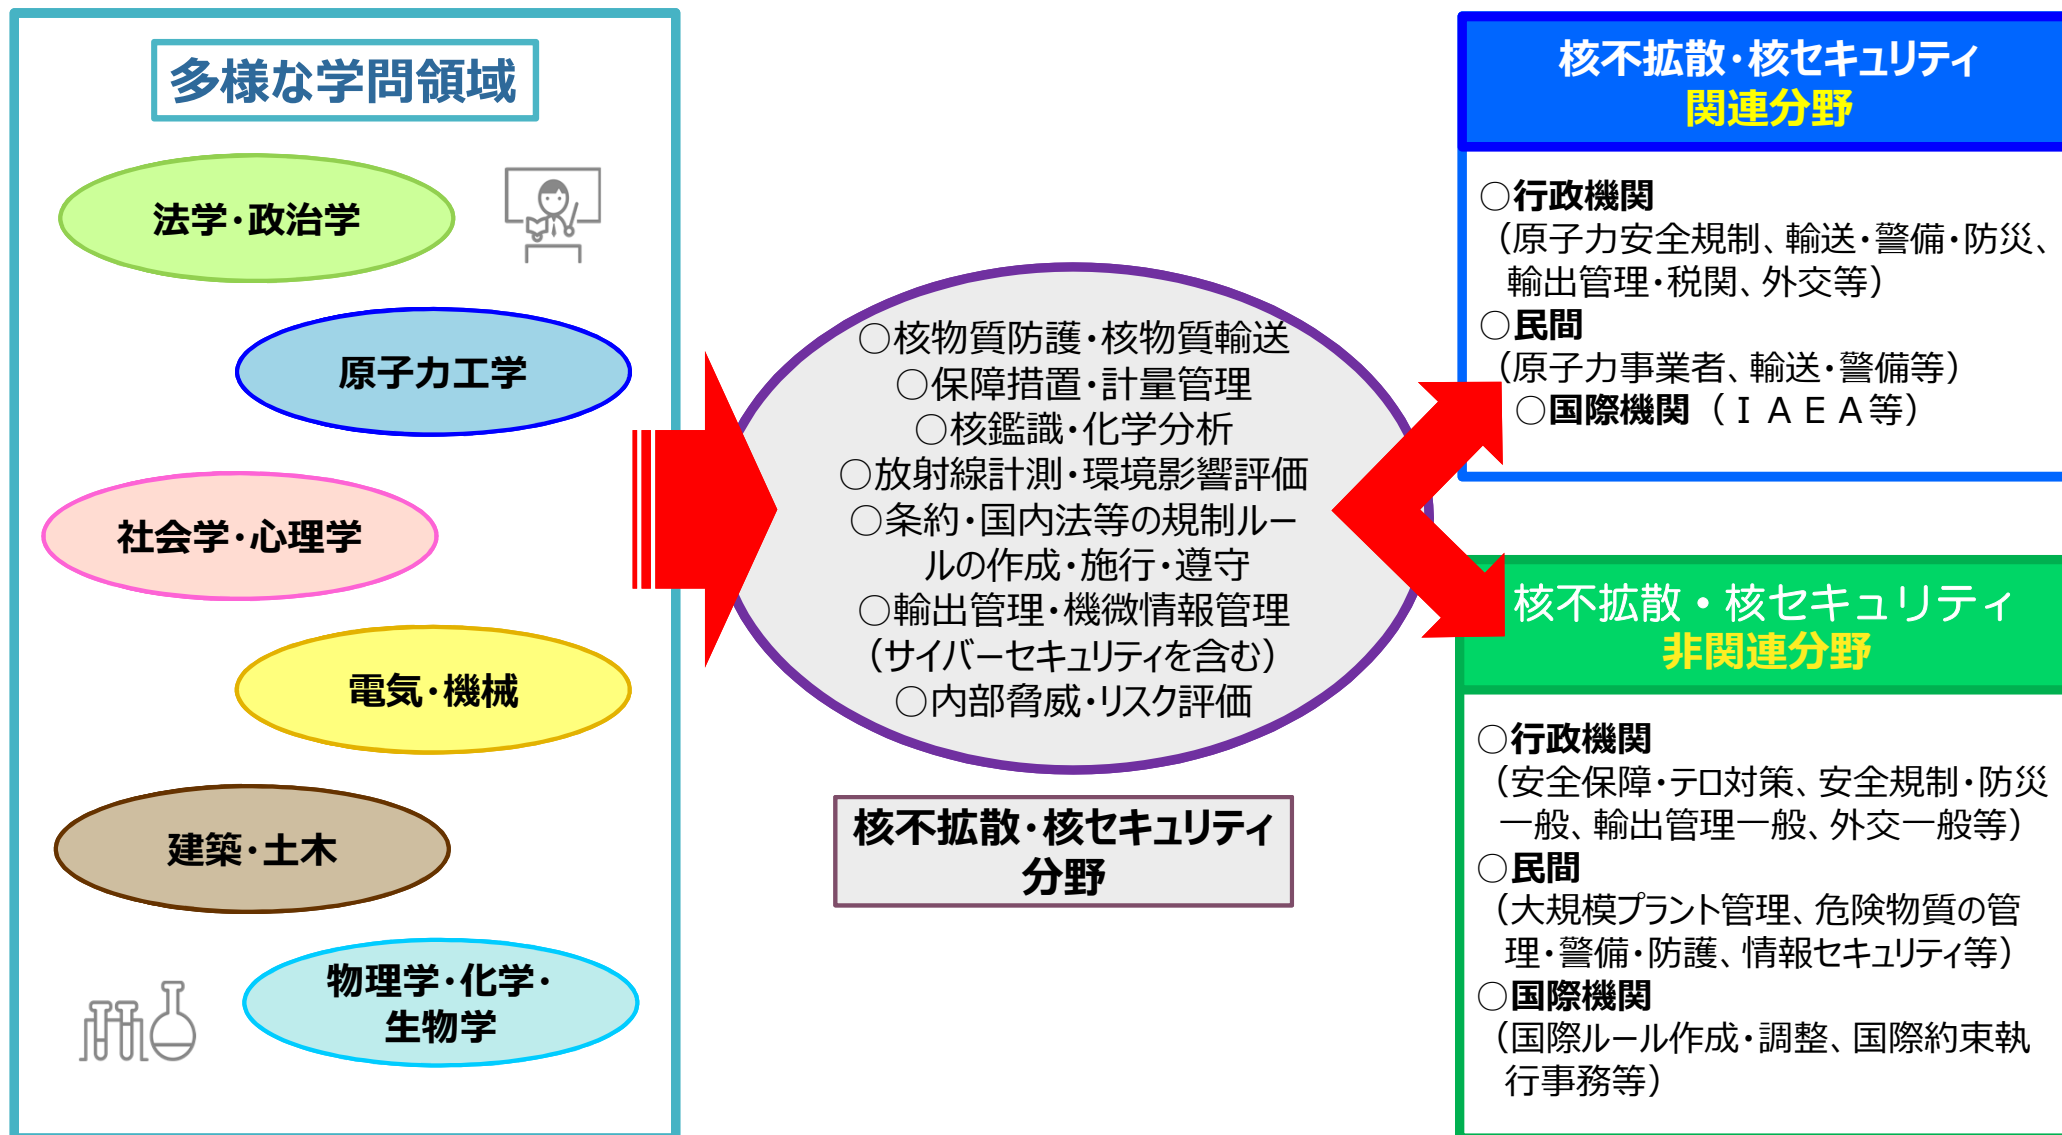 多様な学問領域
法学・政治学
原子力工学
社会学・心理学
電気・機械
建築・土木
物理学・化学・
生物学
○核物質防護・核物質輸送
○保障措置・計量管理
○核鑑識・化学分析
○放射線計測・環境影響評価
○条約・国内法等の規制ルー
ルの作成・施行・遵守
○輸出管理・機微情報管理
（サイバーセキュリティを含む）
○内部脅威・リスク評価
核不拡散・核セキュリティ
分野
核不拡散・核セキュリティ
関連分野
○行政機関
（原子力安全規制、輸送・警備・防災、
輸出管理・税関、外交等）
○民間
（原子力事業者、輸送・警備等）
○国際機関（ＩＡＥＡ等）
核不拡散・核セキュリティ
非関連分野
○行政機関
（安全保障・テロ対策、安全規制・防災
一般、輸出管理一般、外交一般等）
○民間
（大規模プラント管理、危険物質の管
理・警備・防護、情報セキュリティ等）
○国際機関
（国際ルール作成・調整、国際約束執
行事務等）